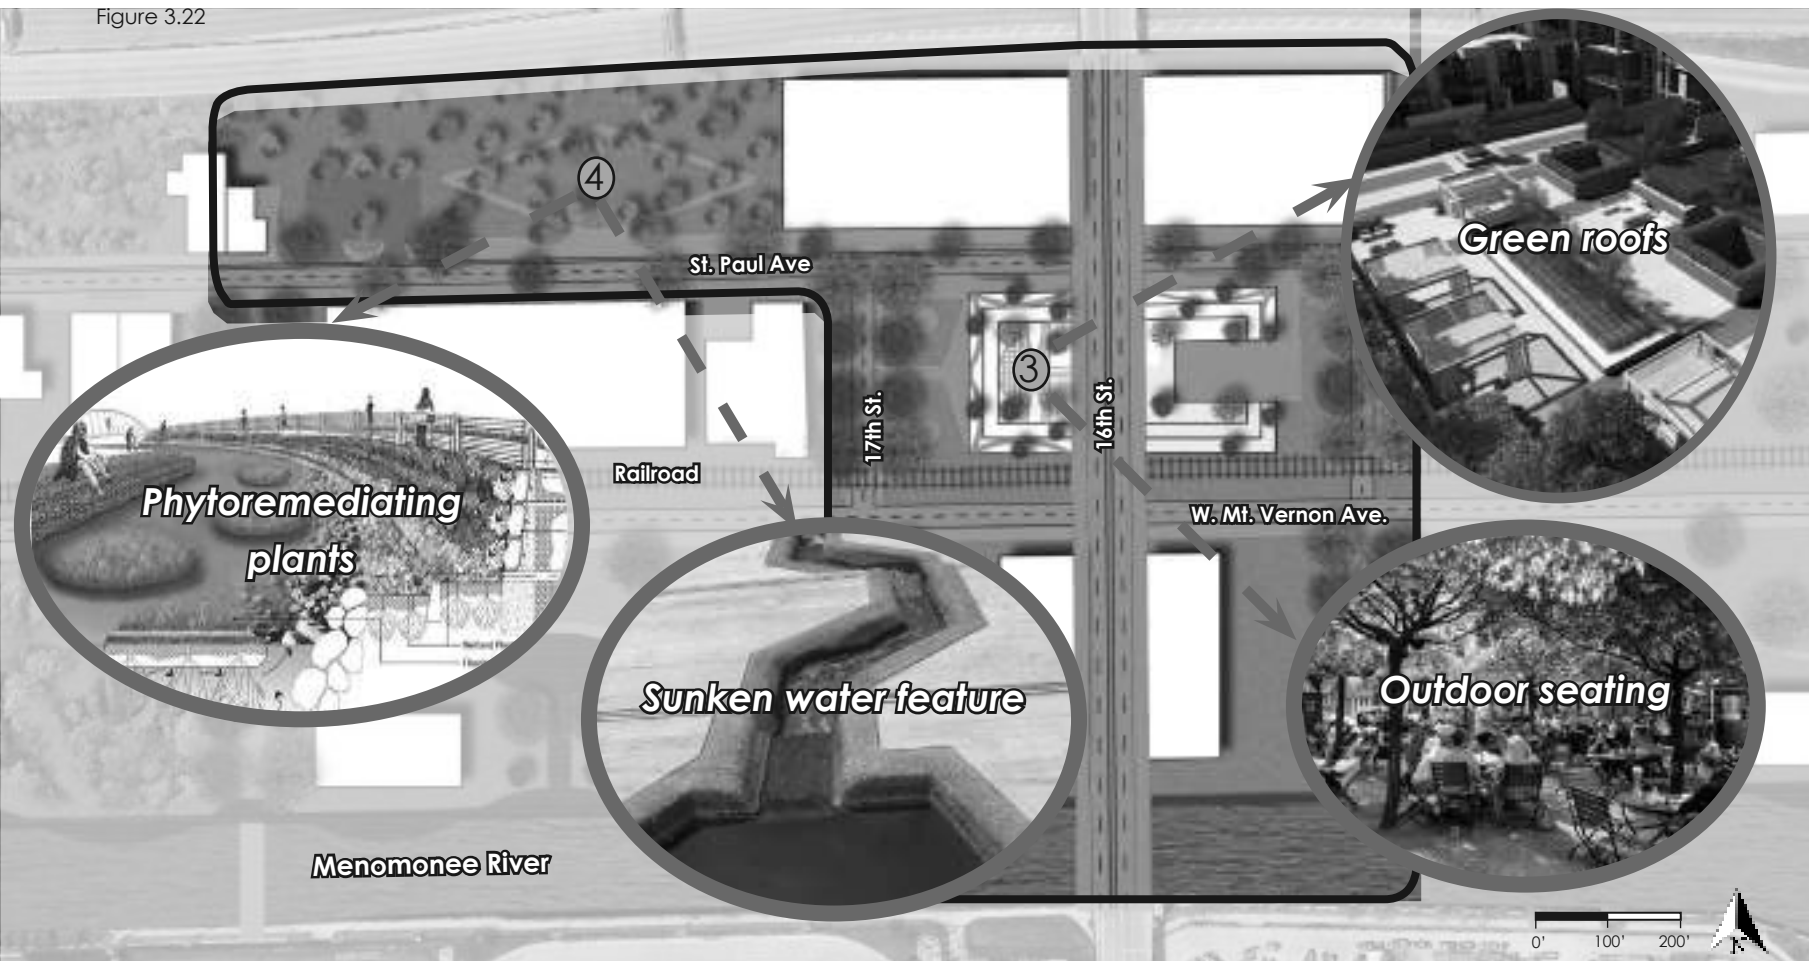 Figure 3.22
4
Green roofs
St. Paul Ave
3
17th St.
16th St.
Railroad
Phytoremediating
plants
W. Mt. Vernon Ave.
Sunken water feature
Outdoor seating
Menomonee River
0' 100' 200'